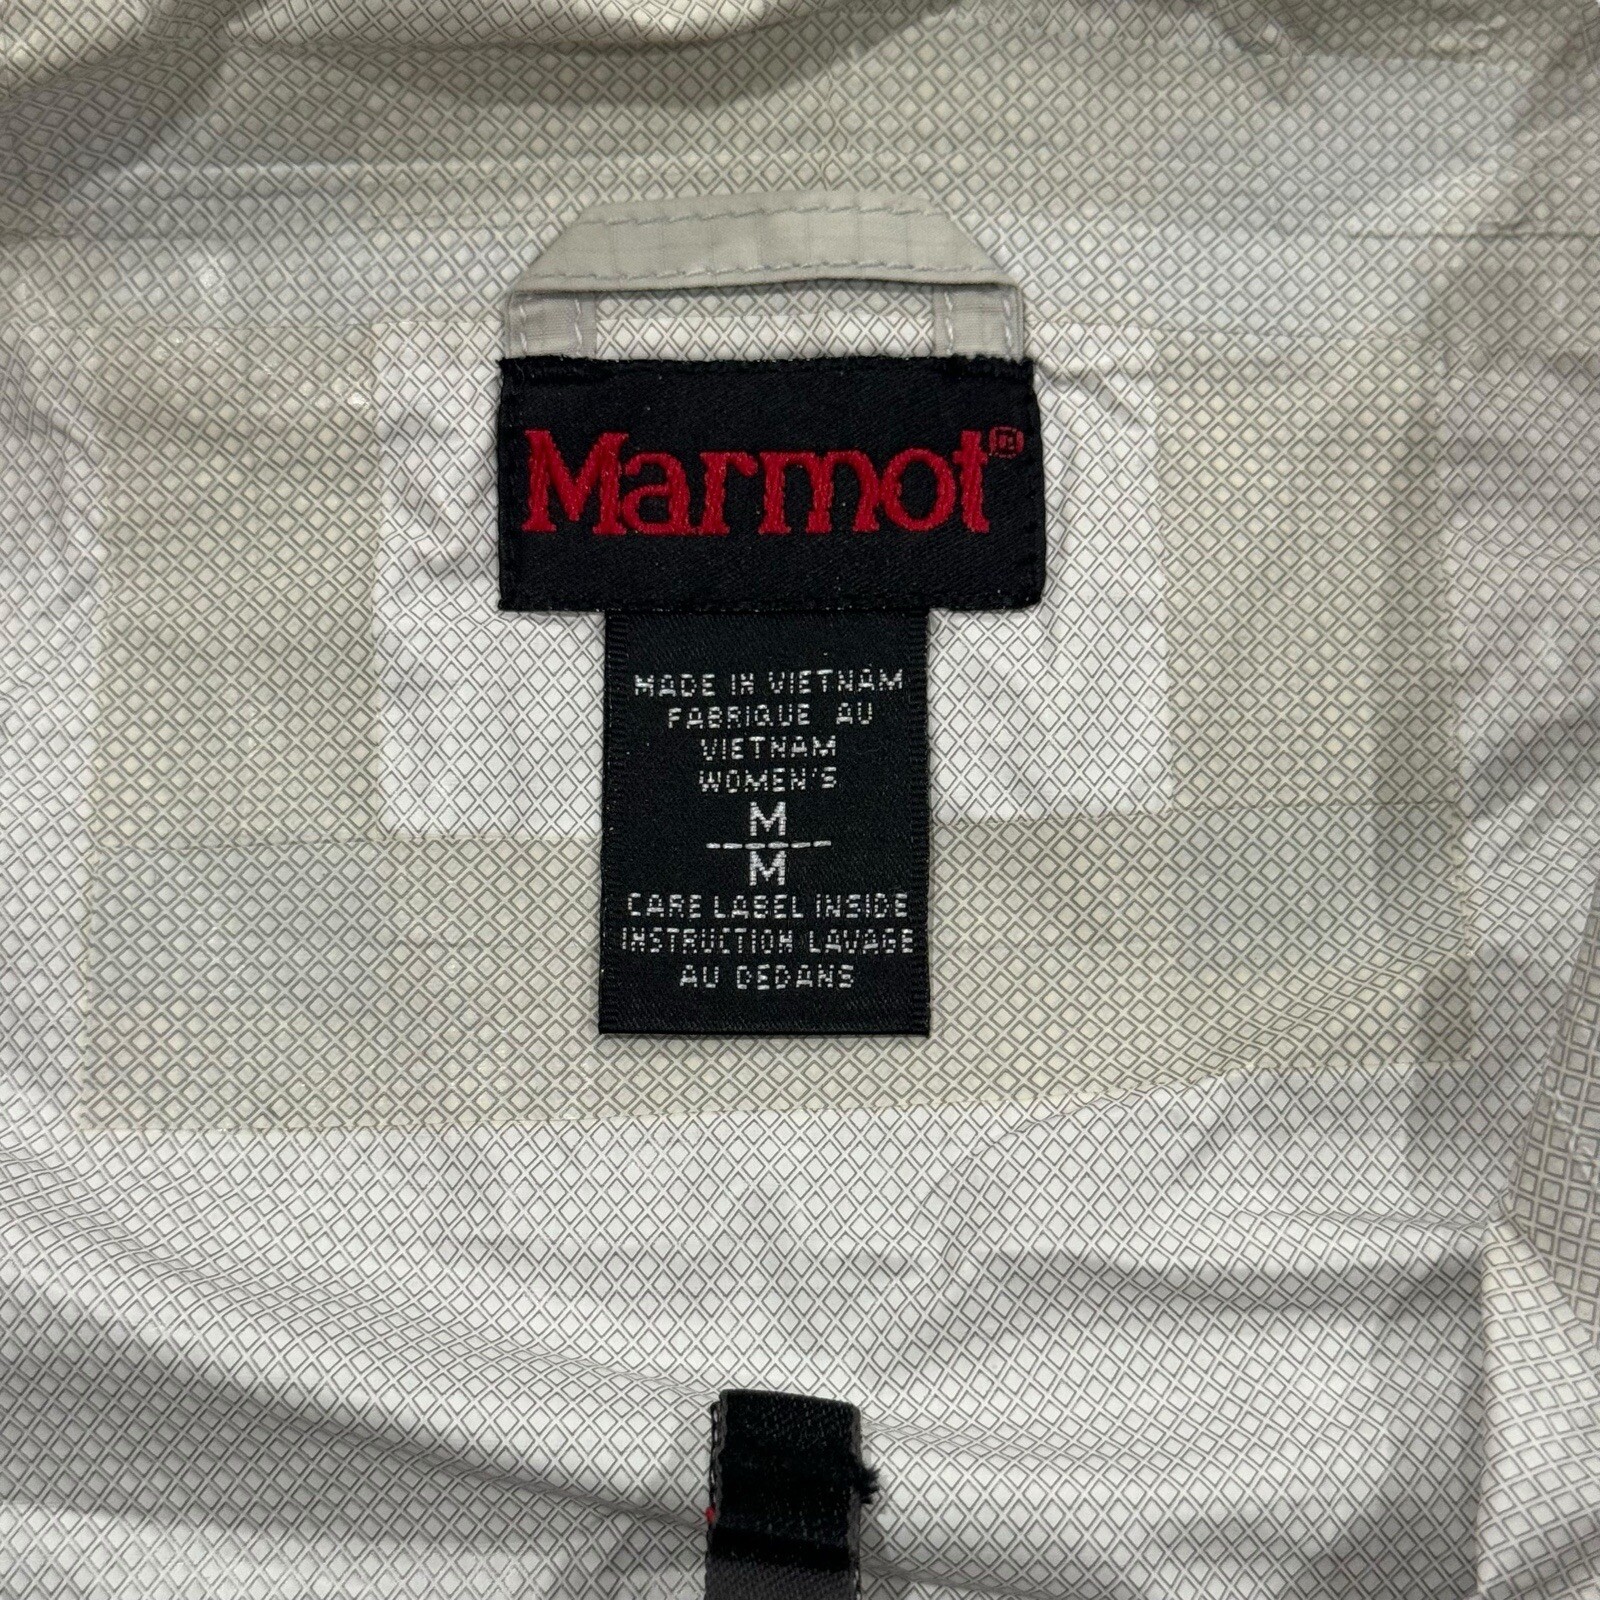 Marmot®
MADE IN VIETNAM
FABRIQUE AU
VIETNAM
WOMEN'S
M
M
CARE LABEL INSIDE
INSTRUCTION LAVAGE
AU DEDANS